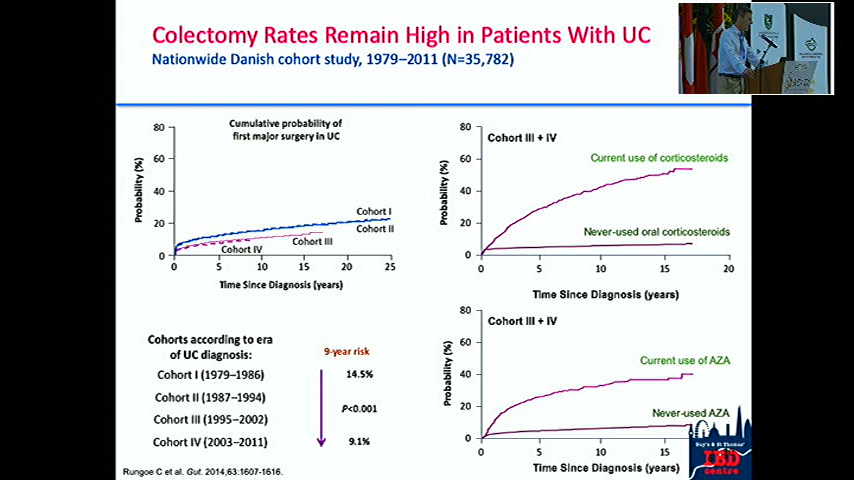 Colectomy Rates Remain High in Patients With UC
Nationwide Danish cohort study, 1979–2011 (N=35,782)
Cumulative probability of
first major surgery in UC
Probability (%)
80
60
40
20
0
Cohort I
Cohort II
Cohort III
Cohort IV
0 5 10 15 20 25
Time Since Diagnosis (years)
Cohort III + IV
Probability (%)
80
60
40
20
0
Current use of corticosteroids
Never-used oral corticosteroids
0 5 10 15 20
Time Since Diagnosis (years)
Cohorts according to era
of UC diagnosis:
9-year risk
Cohort I (1979–1986)
14.5%
Cohort II (1987–1994)
P<0.001
Cohort III (1995–2002)
Cohort IV (2003–2011)
9.1%
Cohort III + IV
Probability (%)
80
60
40
20
0
Current use of AZA
Never-used AZA
0 5 10 15
Time Since Diagnosis (years)
Guy's & St Thomas'
IBD
centre
Rungoe C et al. Gut. 2014;63:1607-1616.